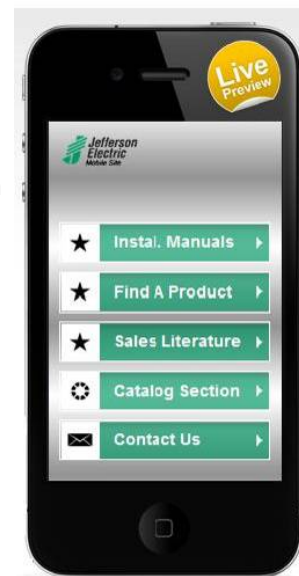 Live
Preview
Jefferson
Electric
Mobile Site
Instal. Manuals
Find A Product
Sales Literature
Catalog Section
Contact Us